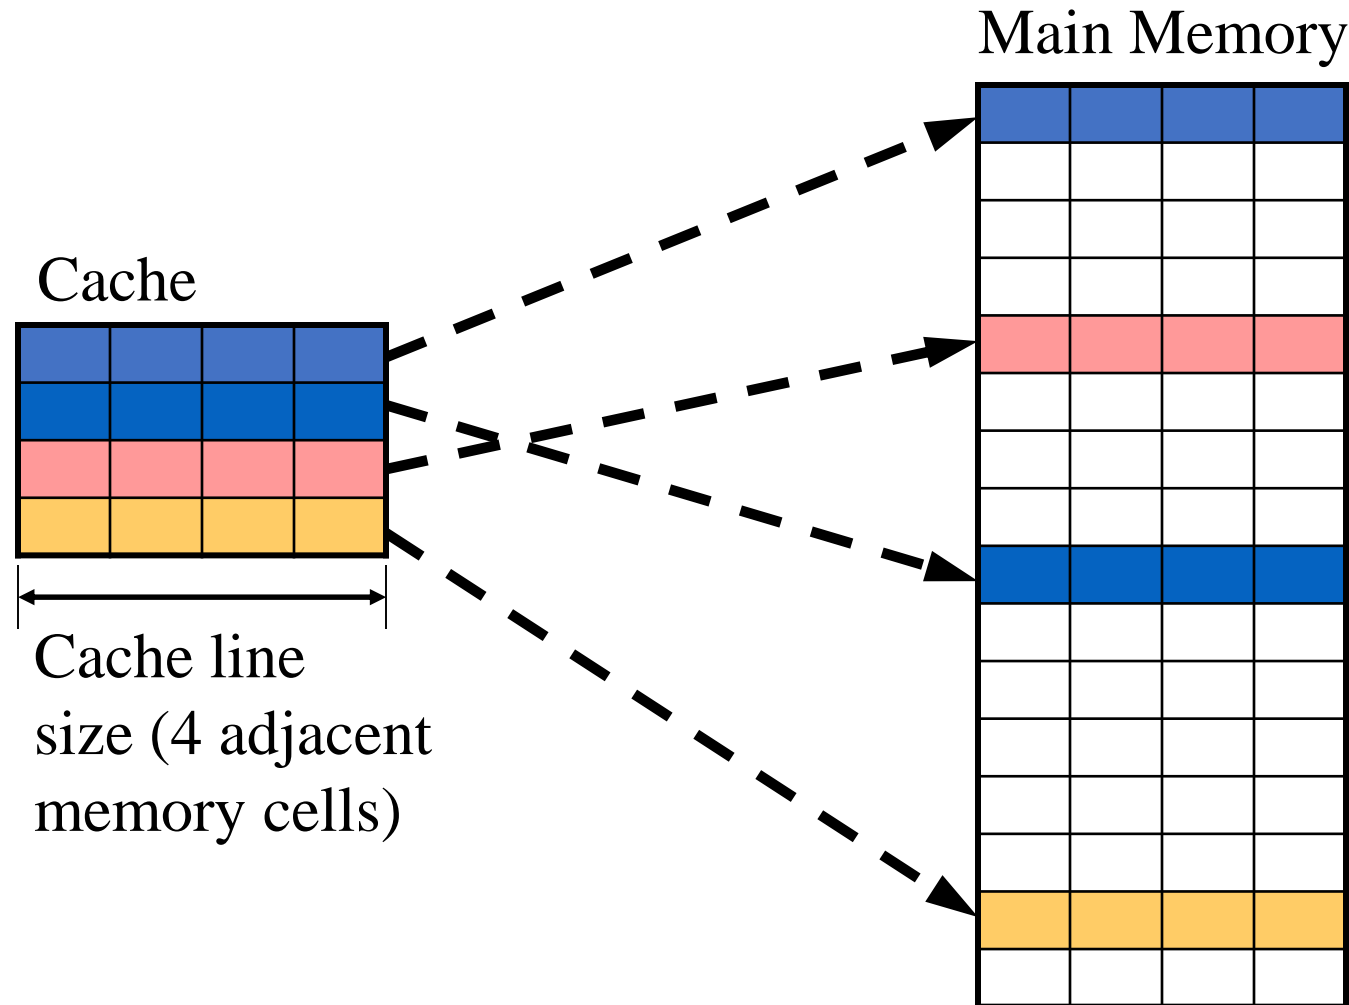 Main Memory
Cache
Cache line
size (4 adjacent
memory cells)